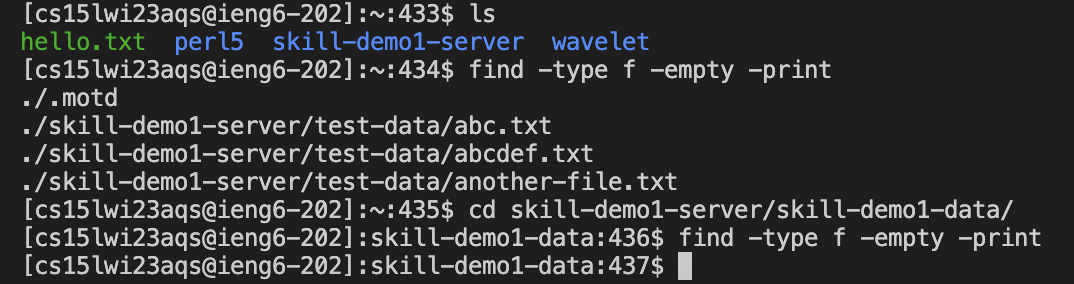 [cs15lwi23aqs@ieng6-202]:~:433$ ls
hello.txt  perl5  skill-demo1-server  wavelet
[cs15lwi23aqs@ieng6-202]:~:434$ find -type f -empty -print
./.motd
./skill-demo1-server/test-data/abc.txt
./skill-demo1-server/test-data/abcdef.txt
./skill-demo1-server/test-data/another-file.txt
[cs15lwi23aqs@ieng6-202]:~:435$ cd skill-demo1-server/skill-demo1-data/
[cs15lwi23aqs@ieng6-202]:skill-demo1-data:436$ find -type f -empty -print
[cs15lwi23aqs@ieng6-202]:skill-demo1-data:437$